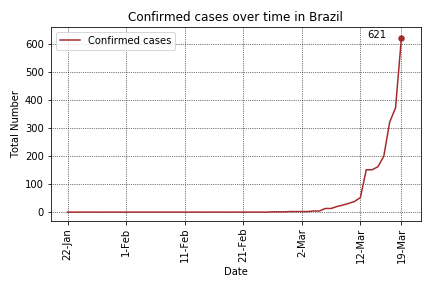 Confirmed cases over time in Brazil
621
Confirmed cases
600
500
400
300
200
100
0
Total Number
22-Jan
1-Feb
11-Feb
21-Feb
2-Mar
12-Mar
19-Mar
Date